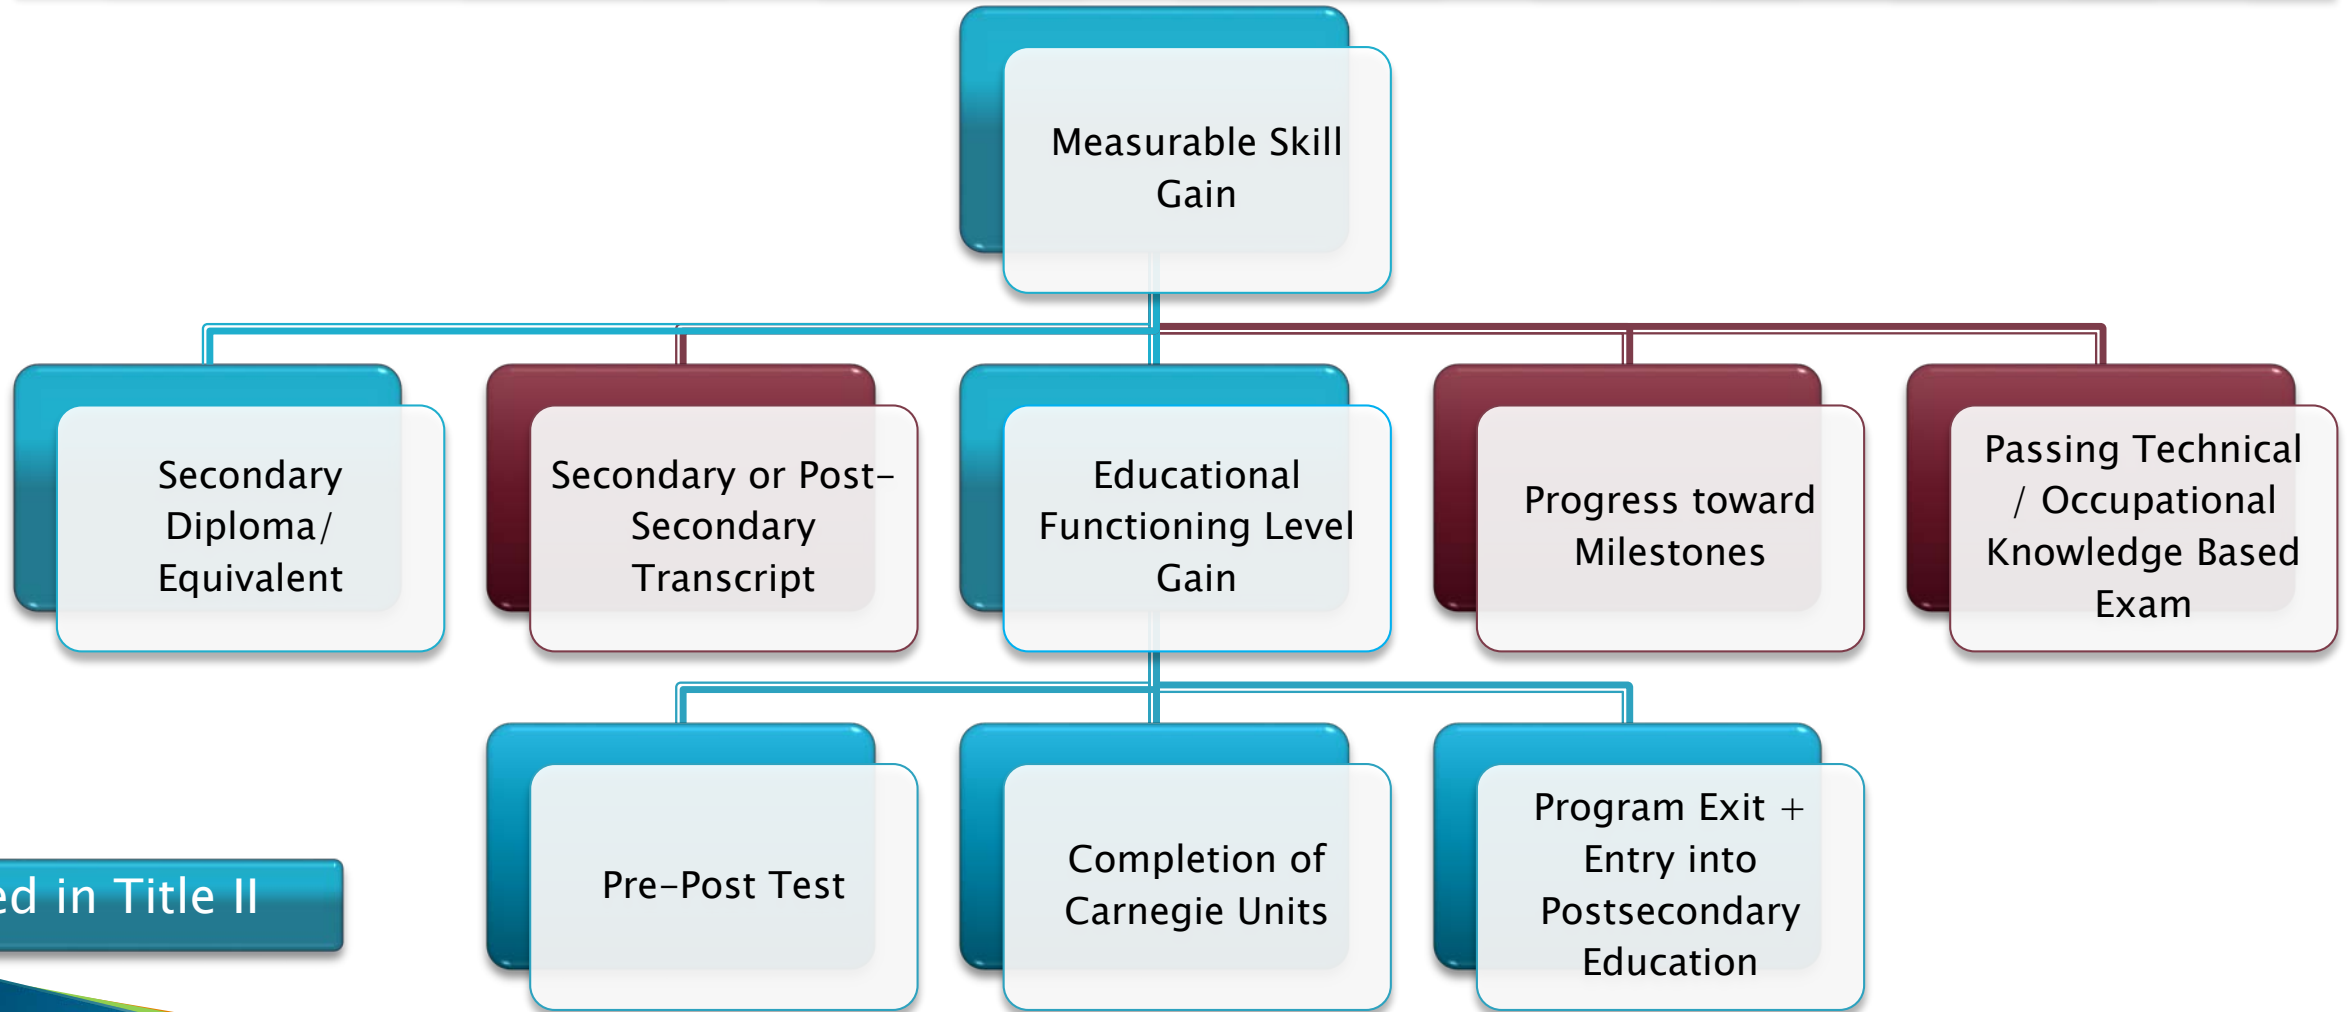 Measurable Skill
Gain
Secondary
Diploma/
Equivalent
Secondary or Post-
Secondary
Transcript
Educational
Functioning Level
Gain
Progress toward
Milestones
Passing Technical
/ Occupational
Knowledge Based
Exam
Pre-Post Test
Completion of
Carnegie Units
Program Exit +
Entry into
Postsecondary
Education
in Title II